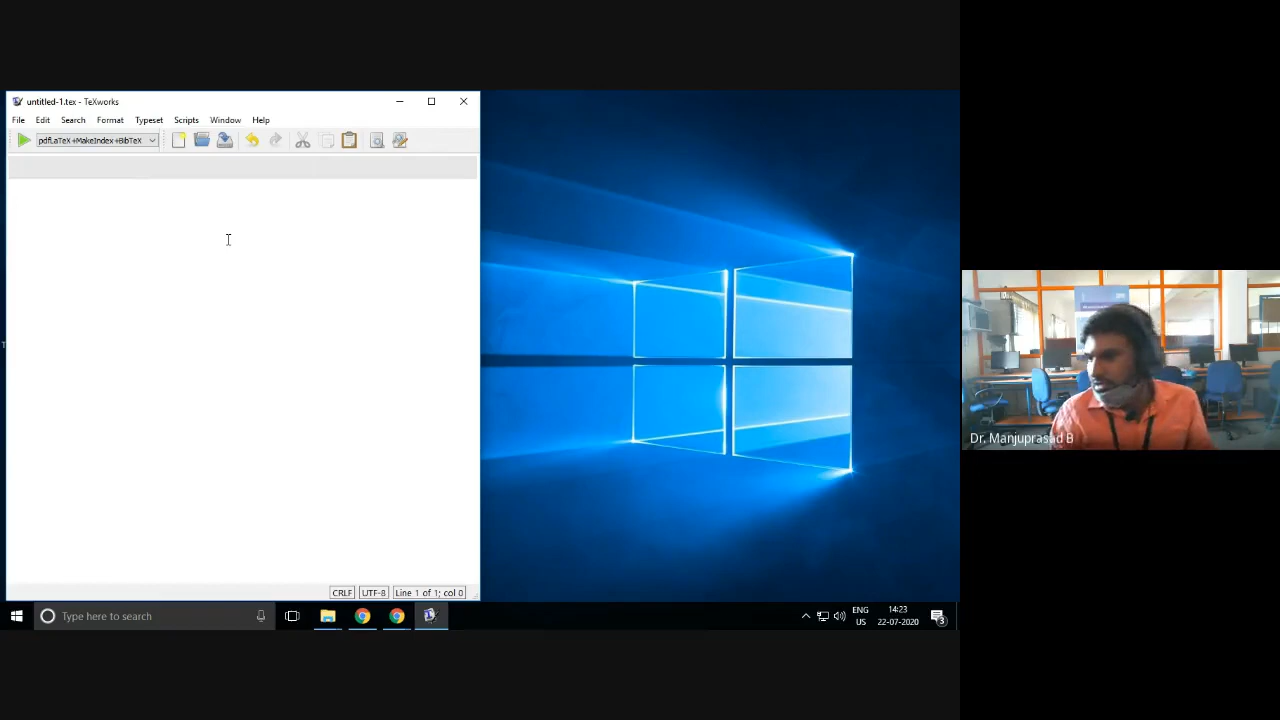 untitled-1.tex - TeXworks
File Edit Search Format Typeset Scripts Window Help
pdfLaTeX+MakeIndex+BibTeX
T
Dr. Manjuprasad B
CRLF UTF-8 Line 1 of 1; col 0
Type here to search
ENG
US
14:23
22-07-2020
3